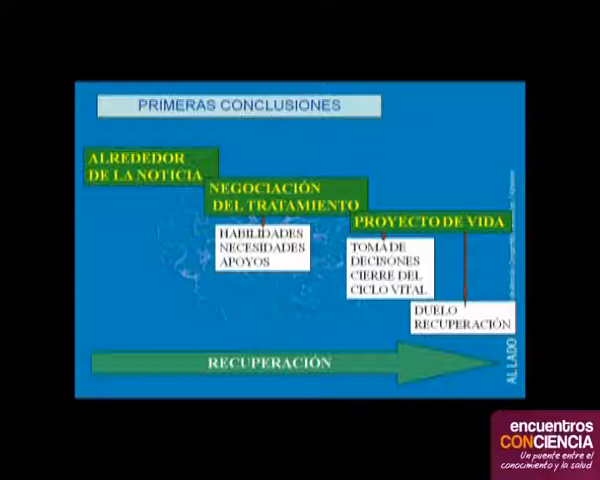 PRIMERAS CONCLUSIONES
ALREDEDOR
DE LA NOTICIA
NEGOCIACIÓN
DEL TRATAMIENTO
PROYECTO DE VIDA
HABILIDADES
NECESIDADES
APOYOS
TOMA DE
DECISONES
CIERRE DEL
CICLO VITAL
DUELO
RECUPERACIÓN
RECUPERACIÓN
AL LADO
encuentros
CONCIENCIA
Un puente entre el
conocimiento y la salud